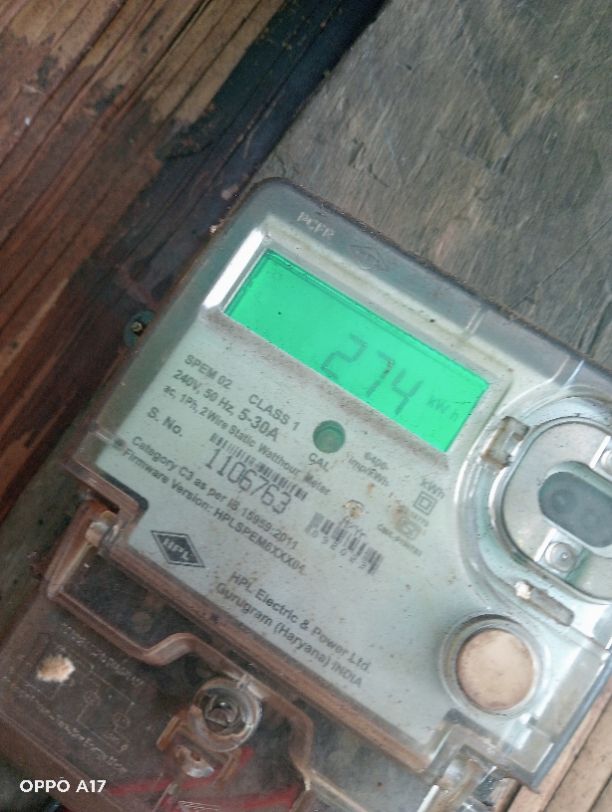 274 kWh
SPEM 02 CLASS 1
240V, 50 Hz, 5-30A
ac, 1Ph, 2 Wire Static Watthour Meter
6400
imp/kWh
kWh
CAL
S. No.
1106763
Category C3 as per IS 15959:2011
Firmware Version: HPLSPEM6XXX04
HPL
HPL Electric & Power Ltd.
Gurugram (Haryana) INDIA
OPPO A17